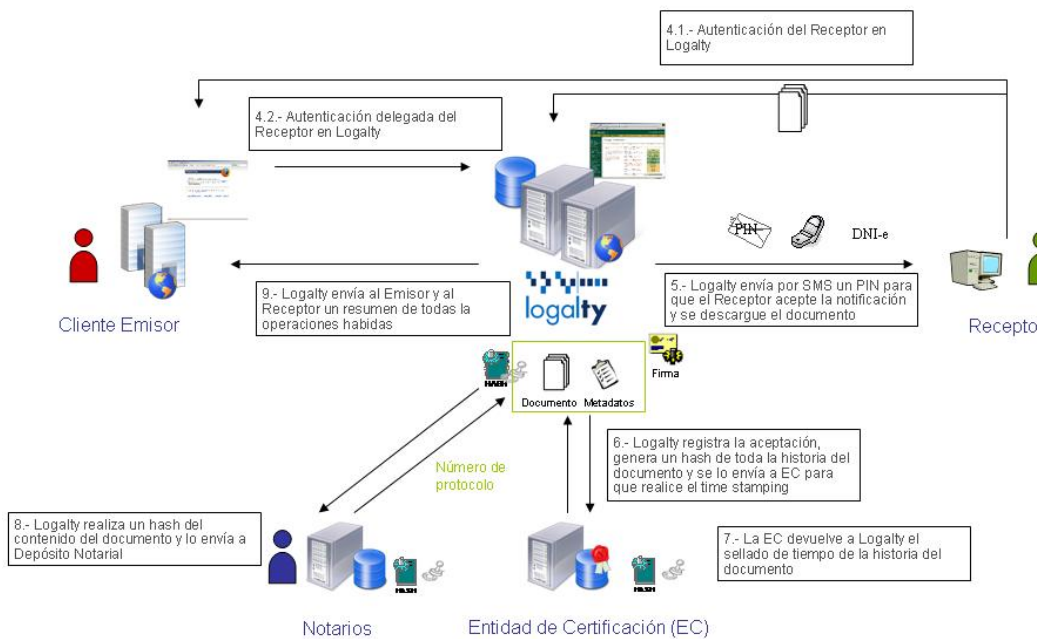 4.1.- Autenticación del Receptor en
Logalty
4.2.- Autenticación delegada del
Receptor en Logalty
PIN
DNI-e
9.- Logalty envía al Emisor y al
Receptor un resumen de todas la
operaciones habidas
logalty
5.- Logalty envía por SMS un PIN para
que el Receptor acepte la notificación
y se descargue el documento
Cliente Emisor
Recepto
HASH
Firma
Documento Metadatos
6.- Logalty registra la aceptación,
genera un hash de toda la historia del
documento y se lo envía a EC para
que realice el time stamping
Número de
protocolo
8.- Logalty realiza un hash del
contenido del documento y lo envía a
Depósito Notarial
7.- La EC devuelve a Logalty el
sellado de tiempo de la historia del
documento
HASH
HASH
Notarios
Entidad de Certificación (EC)